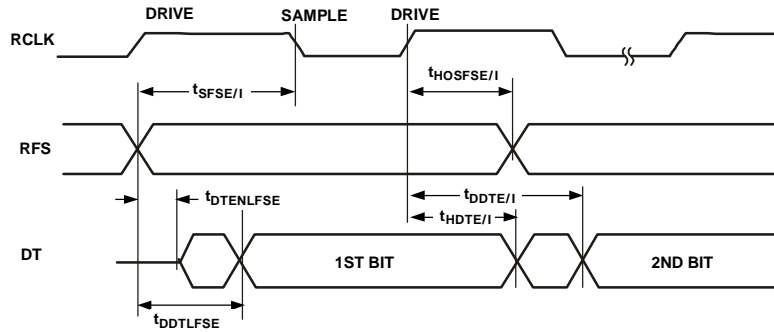 DRIVE SAMPLE DRIVE
RCLK
tSFSE/I tHOSFSE/I
RFS
tDDTE/I
tDTENLFSE
tHDTE/I
DT 1ST BIT 2ND BIT
tDDTLFSE